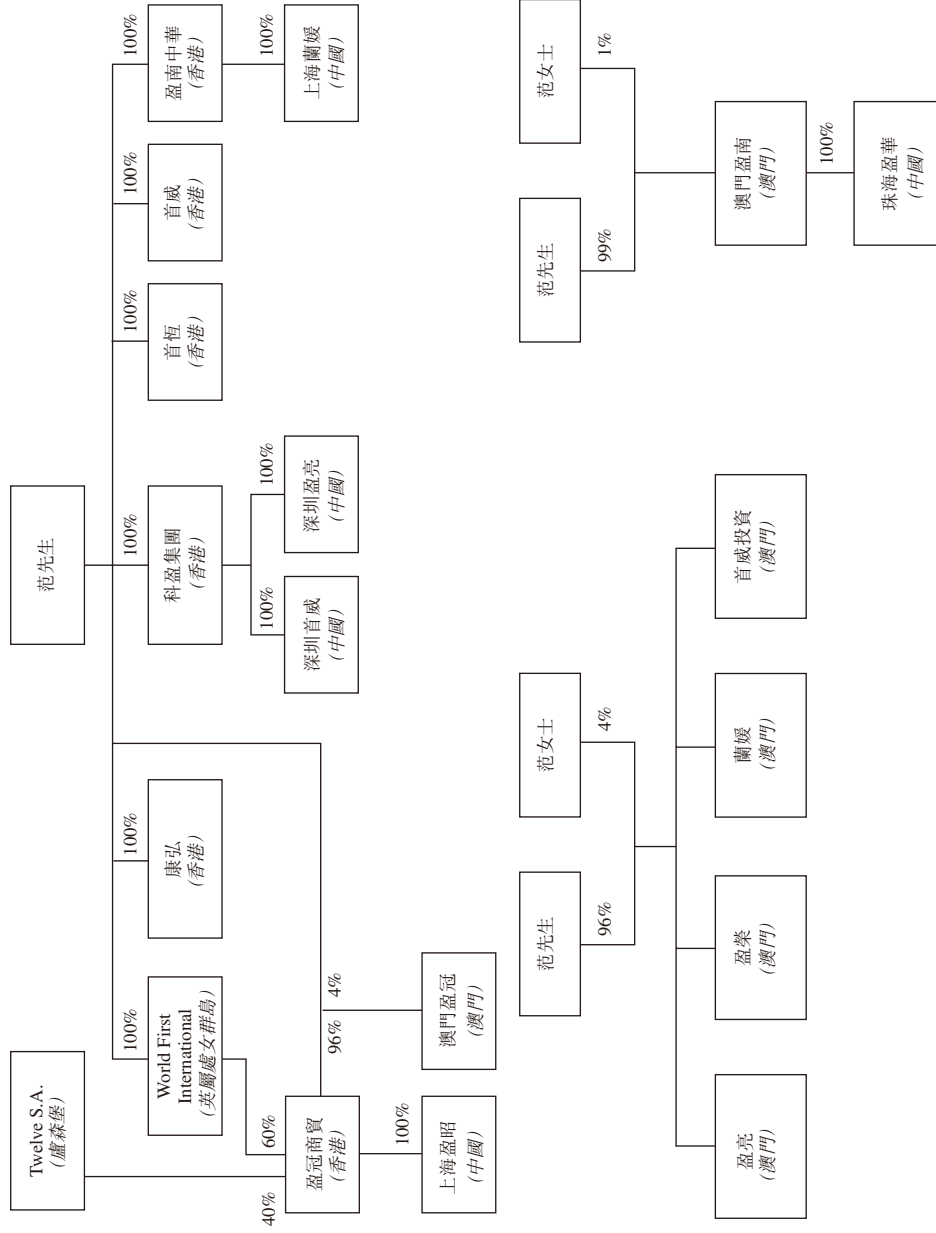 范先生
Twelve S.A.
(盧森堡)
100%
100%
100%
100%
100%
100%
World First
International
(英屬處女群島)
康弘
(香港)
科盈集團
(香港)
首恆
(香港)
首威
(香港)
盈南中華
(香港)
40%
60%
96%
4%
100%
100%
100%
盈冠商貿
(香港)
深圳首威
(中國)
深圳盈亮
(中國)
上海蘭媛
(中國)
100%
上海盈昭
(中國)
澳門盈冠
(澳門)
范先生
范女士
范先生
范女士
96%
4%
99%
1%
盈亮
(澳門)
盈榮
(澳門)
蘭媛
(澳門)
首威投資
(澳門)
澳門盈南
(澳門)
100%
珠海盈華
(中國)